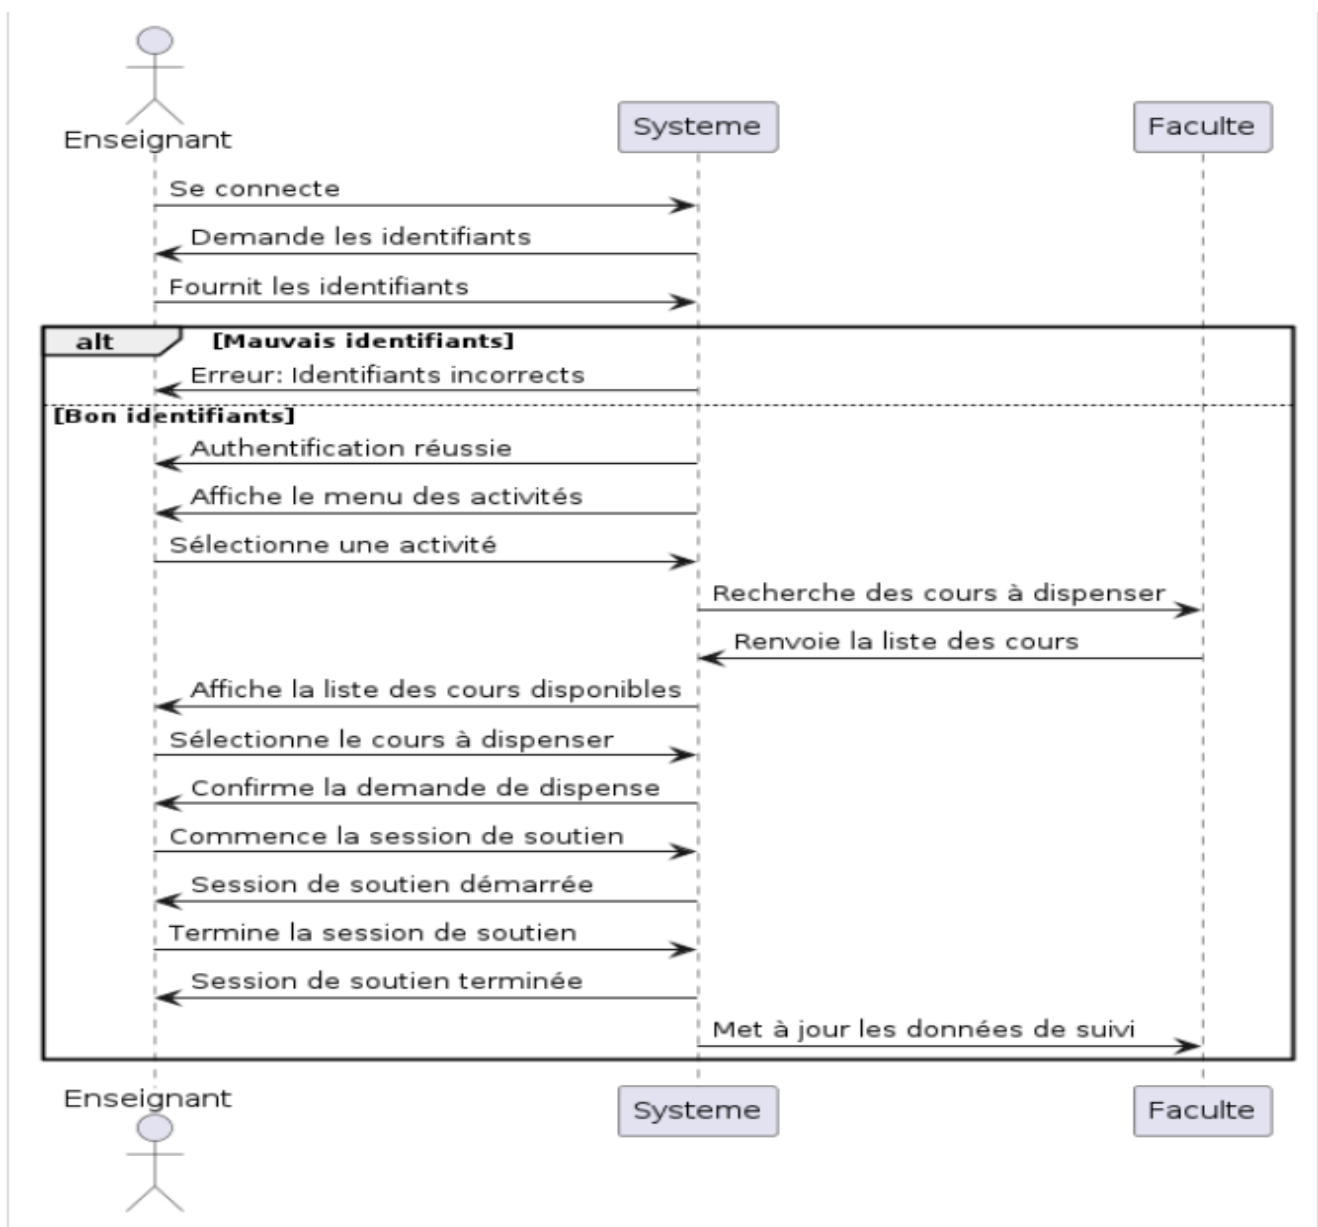 Enseignant
Systeme
Faculte
Se connecte
Demande les identifiants
Fournit les identifiants
alt [Mauvais identifiants]
Erreur: Identifiants incorrects
[Bon identifiants]
Authentification réussie
Affiche le menu des activités
Sélectionne une activité
Recherche des cours à dispenser
Renvoie la liste des cours
Affiche la liste des cours disponibles
Sélectionne le cours à dispenser
Confirme la demande de dispense
Commence la session de soutien
Session de soutien démarrée
Termine la session de soutien
Session de soutien terminée
Met à jour les données de suivi
Enseignant
Systeme
Faculte